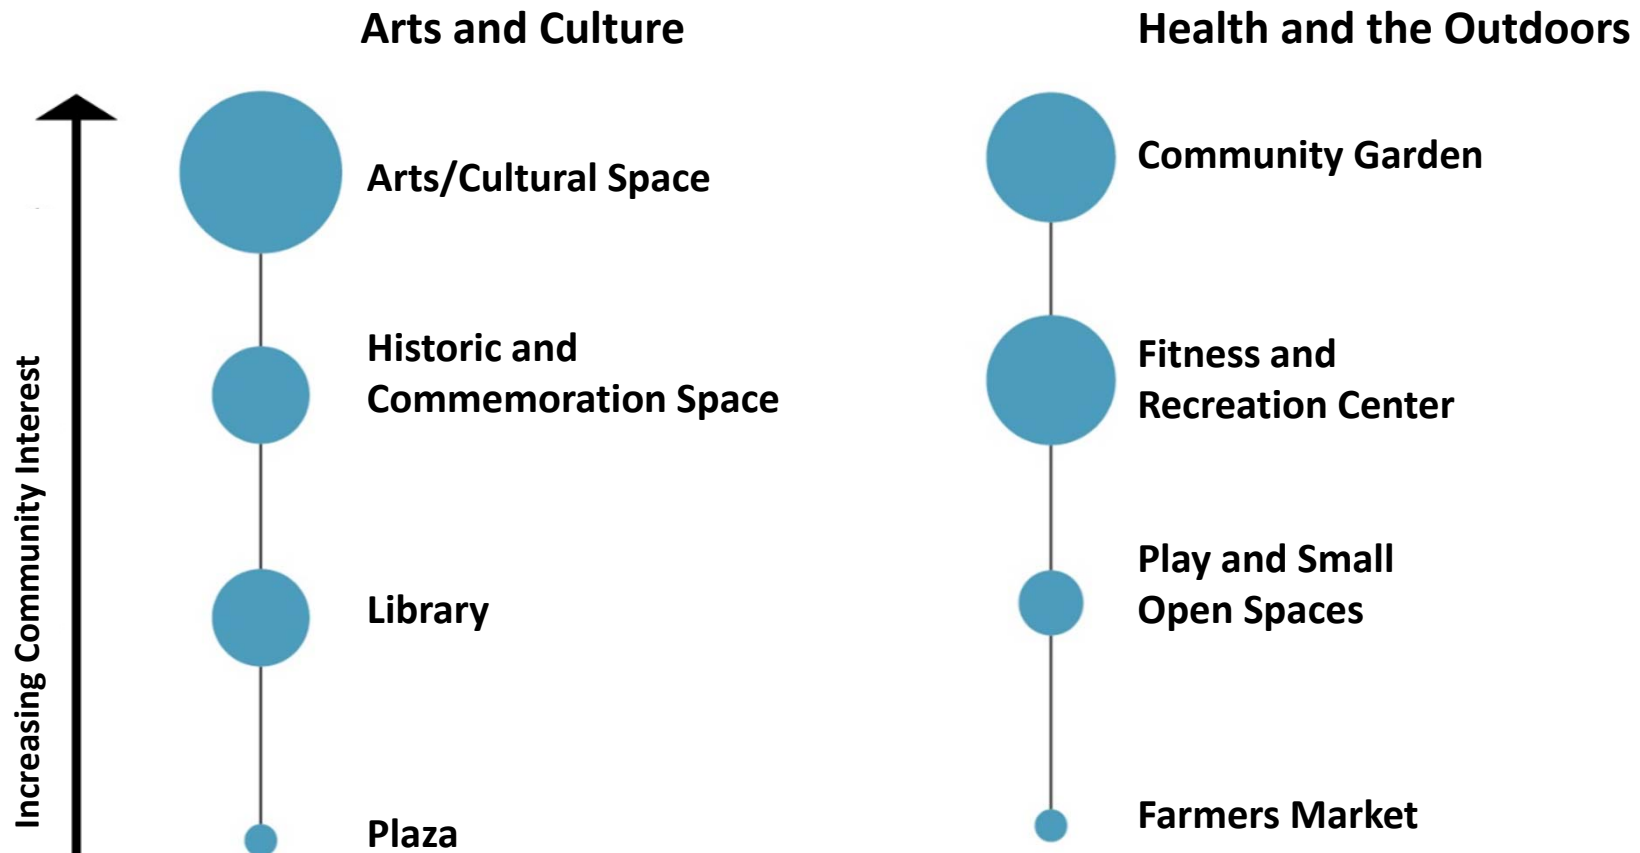 Arts and Culture
Health and the Outdoors
Increasing Community Interest
Arts/Cultural Space
Historic and
Commemoration Space
Library
Plaza
Community Garden
Fitness and
Recreation Center
Play and Small
Open Spaces
Farmers Market